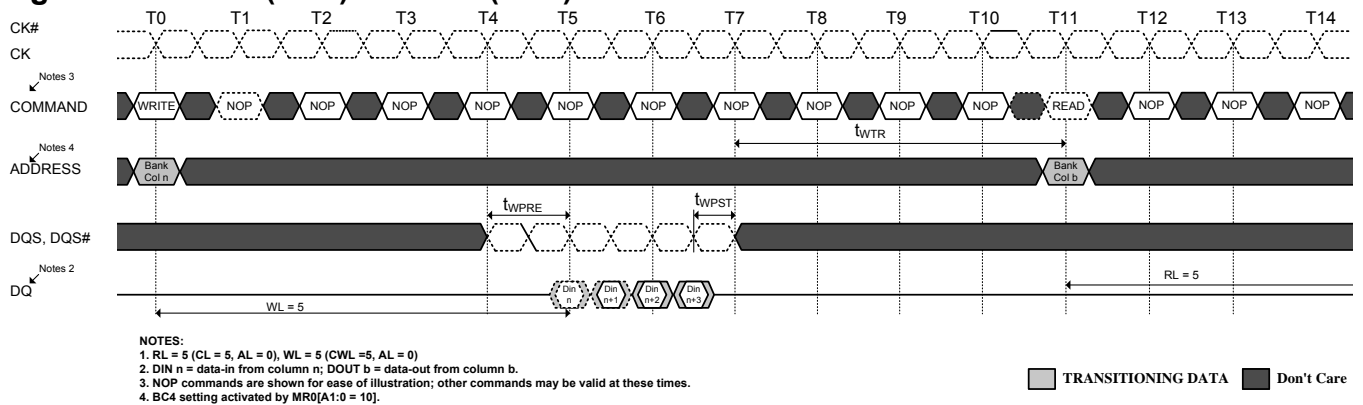 T0 T1 T2 T3 T4 T5 T6 T7 T8 T9 T10 T11 T12 T13 T14
CK#
CK
Notes 3
COMMAND
WRITE NOP NOP NOP NOP NOP NOP NOP NOP NOP NOP READ NOP NOP NOP
tWTR
Notes 4
ADDRESS
Bank
Col n
Bank
Col b
tWPRE
tWPST
DQS, DQS#
Notes 2
DQ
Din
n
Din
n+1
Din
n+2
Din
n+3
RL = 5
WL = 5
NOTES:
1. RL = 5 (CL = 5, AL = 0), WL = 5 (CWL =5, AL = 0)
2. DIN n = data-in from column n; DOUT b = data-out from column b.
3. NOP commands are shown for ease of illustration; other commands may be valid at these times.
4. BC4 setting activated by MR0[A1:0 = 10].
TRANSITIONING DATA
Don't Care